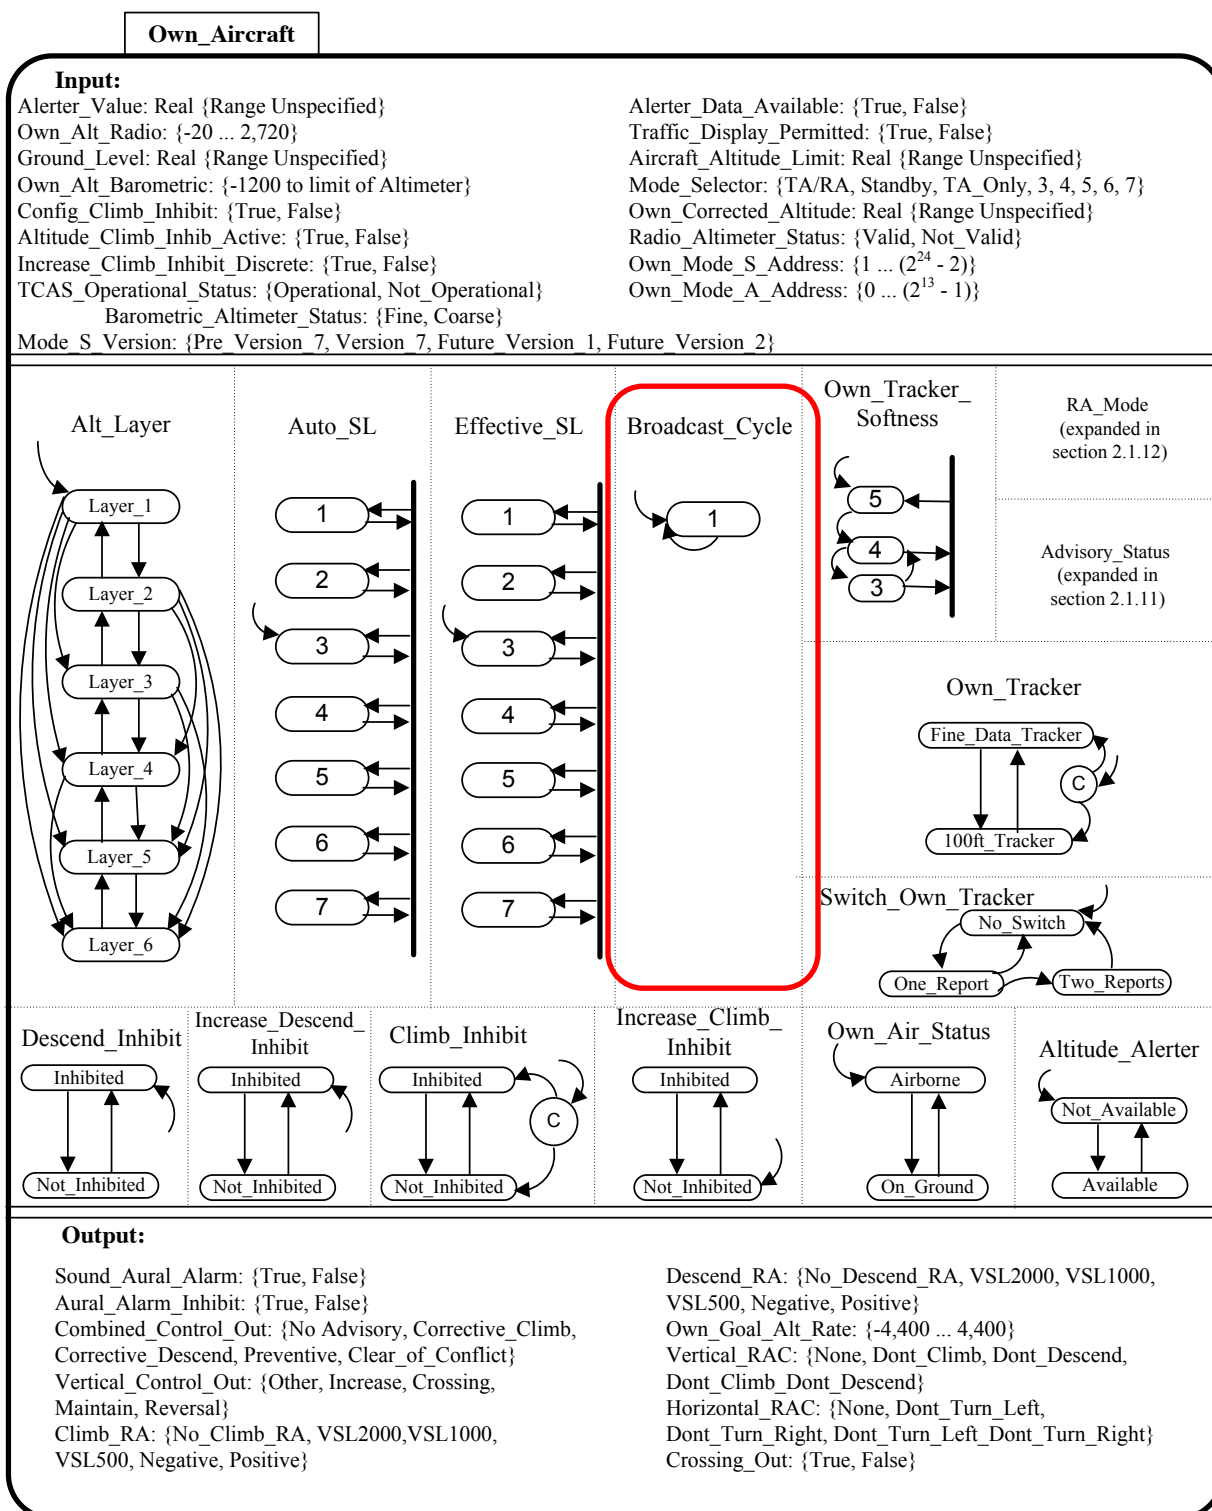 Own_Aircraft
Input:
Alerter_Value: Real {Range Unspecified}
Own_Alt_Radio: {-20 ... 2,720}
Ground_Level: Real {Range Unspecified}
Own_Alt_Barometric: {-1200 to limit of Altimeter}
Config_Climb_Inhibit: {True, False}
Altitude_Climb_Inhib_Active: {True, False}
Increase_Climb_Inhibit_Discrete: {True, False}
TCAS_Operational_Status: {Operational, Not_Operational}
Barometric_Altimeter_Status: {Fine, Coarse}
Mode_S_Version: {Pre_Version_7, Version_7, Future_Version_1, Future_Version_2}
Alerter_Data_Available: {True, False}
Traffic_Display_Permitted: {True, False}
Aircraft_Altitude_Limit: Real {Range Unspecified}
Mode_Selector: {TA/RA, Standby, TA_Only, 3, 4, 5, 6, 7}
Own_Corrected_Altitude: Real {Range Unspecified}
Radio_Altimeter_Status: {Valid, Not_Valid}
Own_Mode_S_Address: {1 ... (2^24 - 2)}
Own_Mode_A_Address: {0 ... (2^13 - 1)}
Alt_Layer
Layer_1
Layer_2
Layer_3
Layer_4
Layer_5
Layer_6
Auto_SL
1
2
3
4
5
6
7
Effective_SL
1
2
3
4
5
6
7
Broadcast_Cycle
1
Own_Tracker_
Softness
5
4
3
RA_Mode
(expanded in
section 2.1.12)
Advisory_Status
(expanded in
section 2.1.11)
Own_Tracker
Fine_Data_Tracker
C
100ft_Tracker
Switch_Own_Tracker
No_Switch
One_Report
Two_Reports
Descend_Inhibit
Inhibited
Not_Inhibited
Increase_Descend_
Inhibit
Inhibited
Not_Inhibited
Climb_Inhibit
Inhibited
C
Not_Inhibited
Increase_Climb_
Inhibit
Inhibited
Not_Inhibited
Own_Air_Status
Airborne
On_Ground
Altitude_Alerter
Not_Available
Available
Output:
Sound_Aural_Alarm: {True, False}
Aural_Alarm_Inhibit: {True, False}
Combined_Control_Out: {No Advisory, Corrective_Climb,
Corrective_Descend, Preventive, Clear_of_Conflict}
Vertical_Control_Out: {Other, Increase, Crossing,
Maintain, Reversal}
Climb_RA: {No_Climb_RA, VSL2000,VSL1000,
VSL500, Negative, Positive}
Descend_RA: {No_Descend_RA, VSL2000, VSL1000,
VSL500, Negative, Positive}
Own_Goal_Alt_Rate: {-4,400 ... 4,400}
Vertical_RAC: {None, Dont_Climb, Dont_Descend,
Dont_Climb_Dont_Descend}
Horizontal_RAC: {None, Dont_Turn_Left,
Dont_Turn_Right, Dont_Turn_Left_Dont_Turn_Right}
Crossing_Out: {True, False}